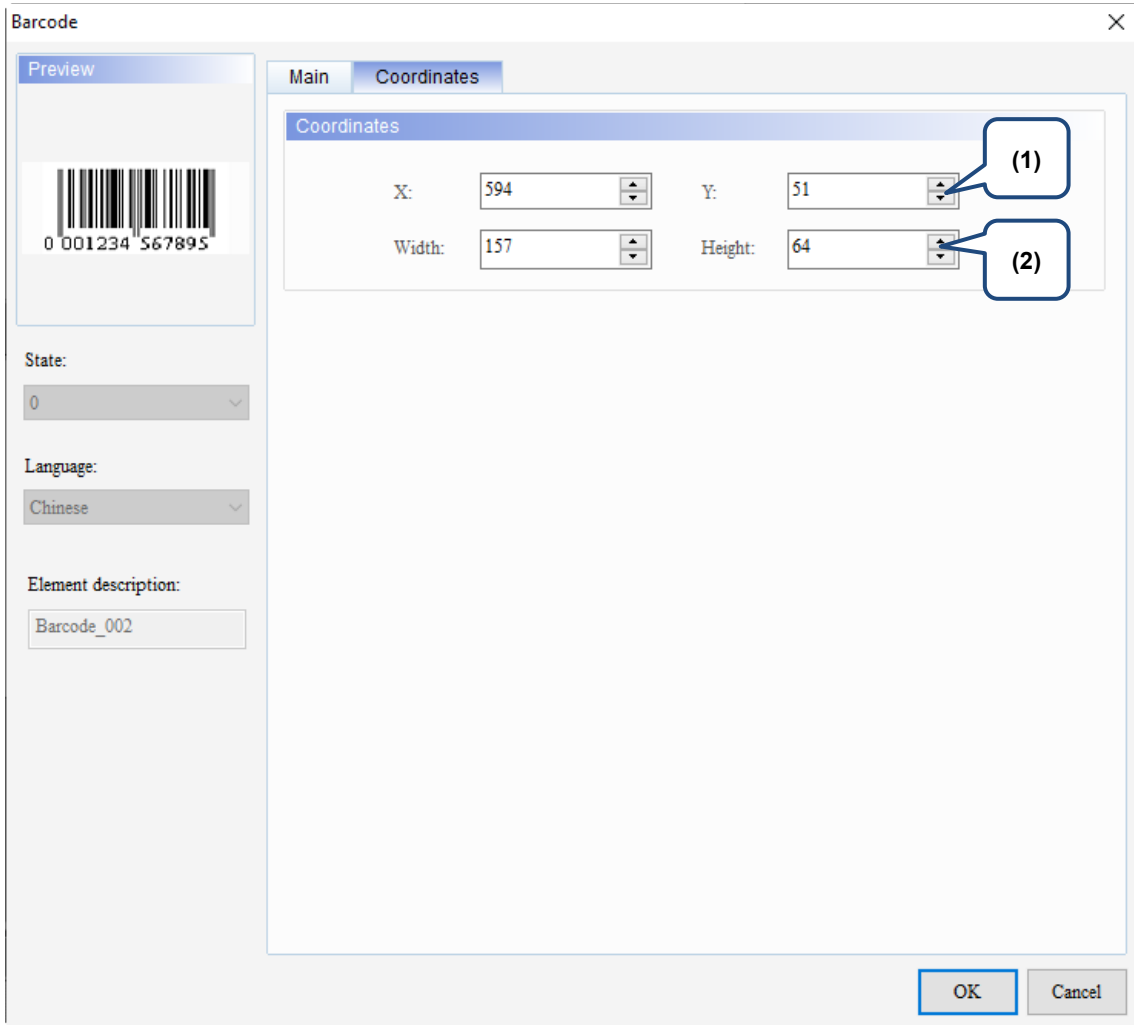 Barcode
Preview
0 001234 567895
State:
0
Language:
Chinese
Element description:
Barcode_002
Main Coordinates
Coordinates
X: 594 Y: 51
(1)
Width: 157 Height: 64
(2)
OK Cancel